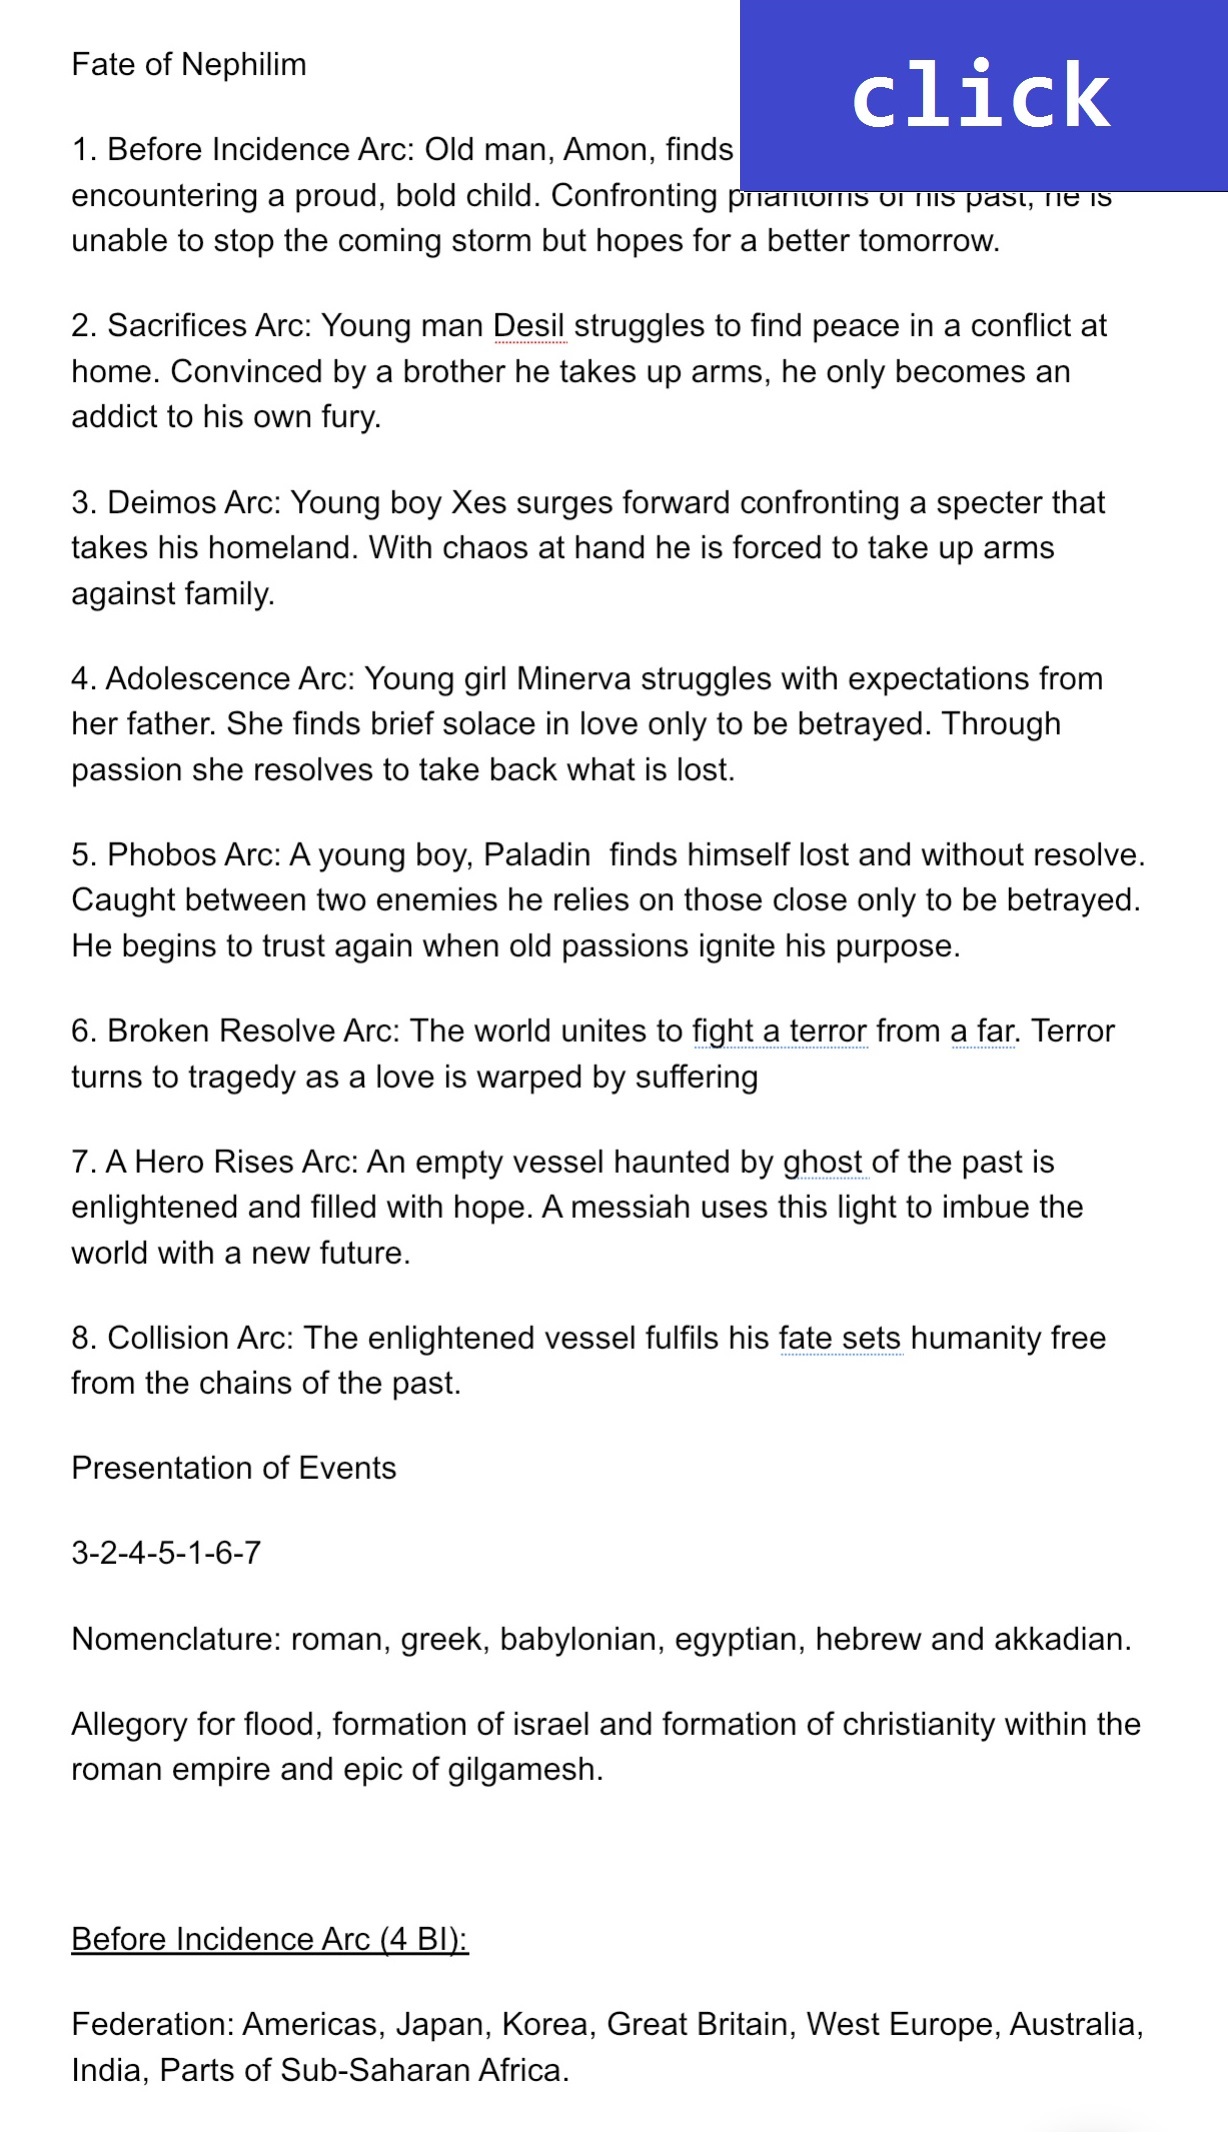 Fate of Nephilim
click
1. Before Incidence Arc: Old man, Amon, finds
encountering a proud, bold child. Confronting phantoms of his past, he is
unable to stop the coming storm but hopes for a better tomorrow.
2. Sacrifices Arc: Young man Desil struggles to find peace in a conflict at
home. Convinced by a brother he takes up arms, he only becomes an
addict to his own fury.
3. Deimos Arc: Young boy Xes surges forward confronting a specter that
takes his homeland. With chaos at hand he is forced to take up arms
against family.
4. Adolescence Arc: Young girl Minerva struggles with expectations from
her father. She finds brief solace in love only to be betrayed. Through
passion she resolves to take back what is lost.
5. Phobos Arc: A young boy, Paladin  finds himself lost and without resolve.
Caught between two enemies he relies on those close only to be betrayed.
He begins to trust again when old passions ignite his purpose.
6. Broken Resolve Arc: The world unites to fight a terror from a far. Terror
turns to tragedy as a love is warped by suffering
7. A Hero Rises Arc: An empty vessel haunted by ghost of the past is
enlightened and filled with hope. A messiah uses this light to imbue the
world with a new future.
8. Collision Arc: The enlightened vessel fulfils his fate sets humanity free
from the chains of the past.
Presentation of Events
3-2-4-5-1-6-7
Nomenclature: roman, greek, babylonian, egyptian, hebrew and akkadian.
Allegory for flood, formation of israel and formation of christianity within the
roman empire and epic of gilgamesh.
Before Incidence Arc (4 BI):
Federation: Americas, Japan, Korea, Great Britain, West Europe, Australia,
India, Parts of Sub-Saharan Africa.